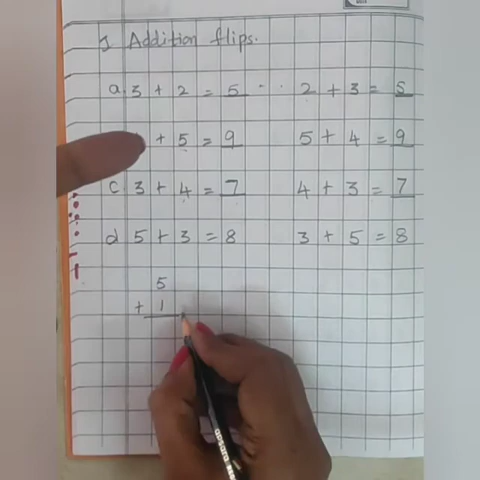 1 Addition flips.
a. 3 + 2 = 5 2 + 3 = 5
+ 5 = 9 5 + 4 = 9
c 3 + 4 = 7 4 + 3 = 7
d 5 + 3 = 8 3 + 5 = 8
5
+ 1